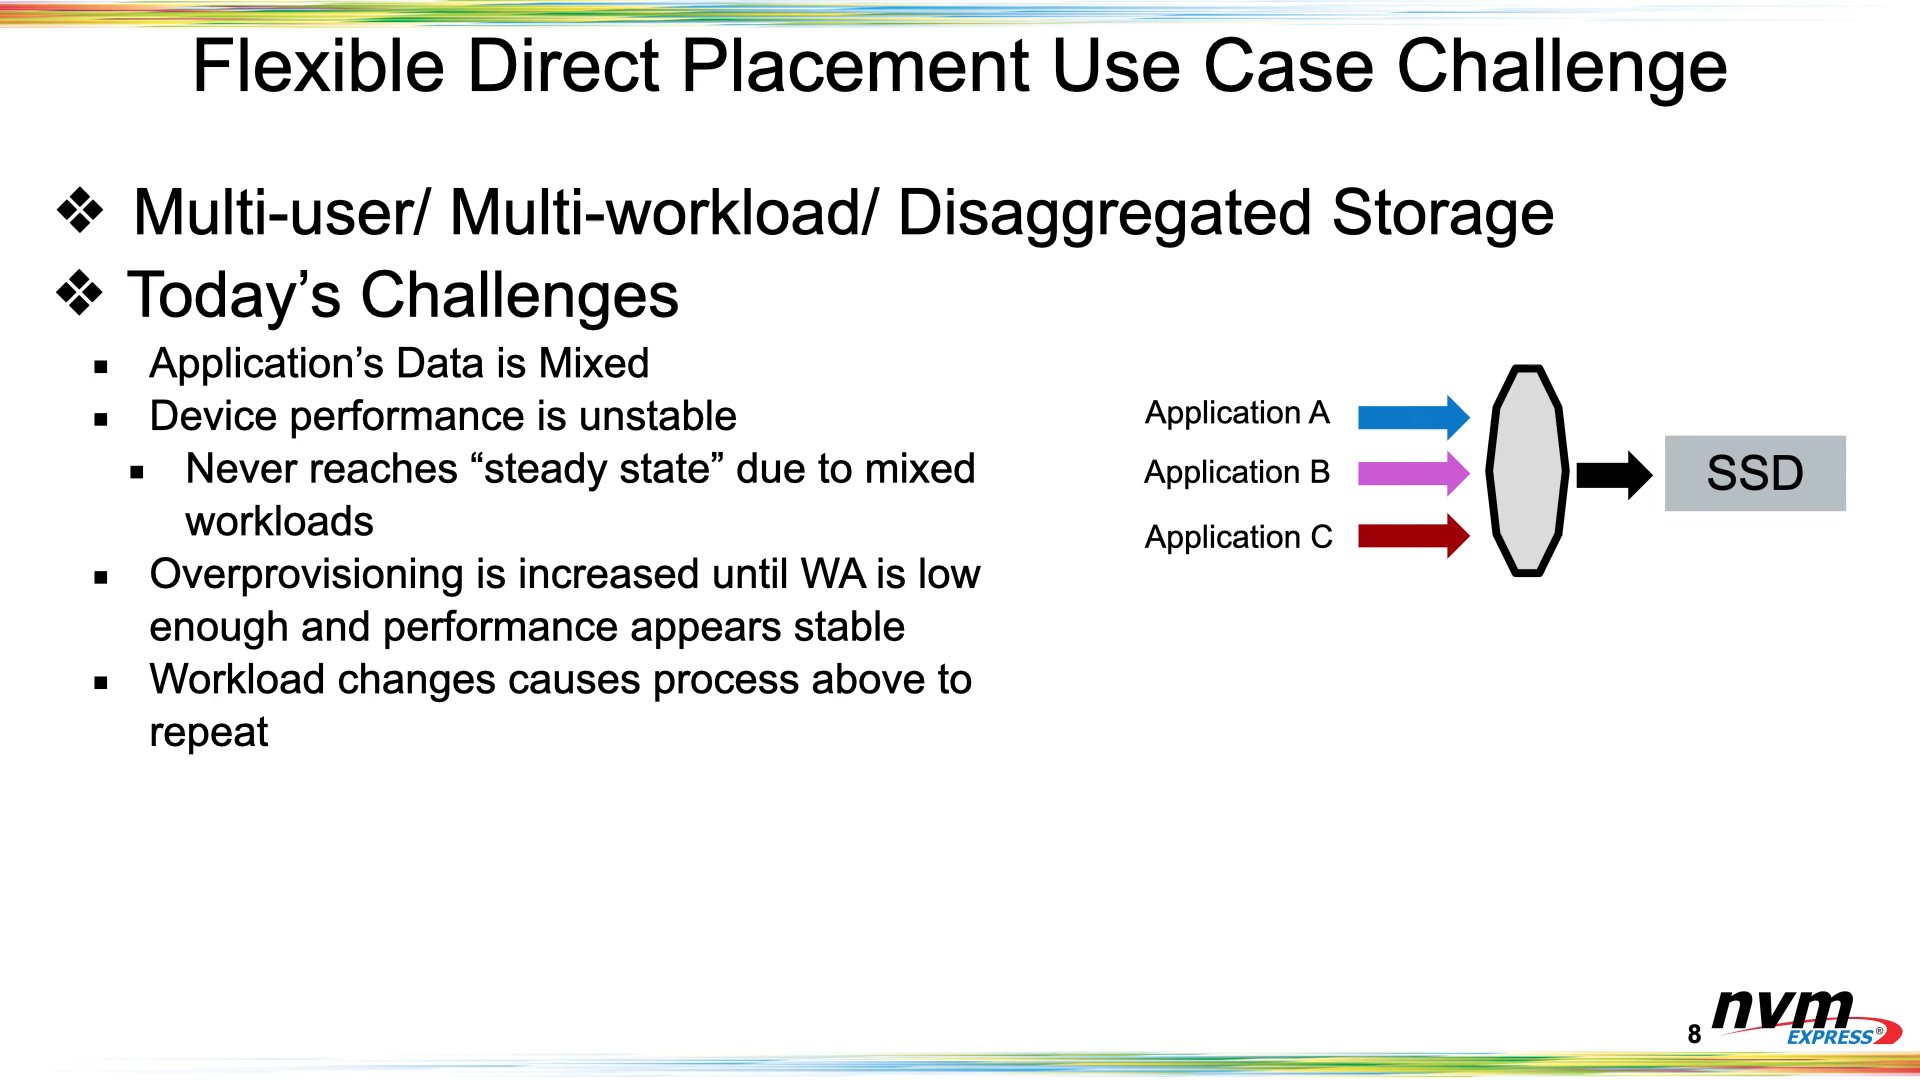 Flexible Direct Placement Use Case Challenge
❖ Multi-user/ Multi-workload/ Disaggregated Storage
❖ Today’s Challenges
▪ Application’s Data is Mixed
▪ Device performance is unstable
▪ Never reaches “steady state” due to mixed
workloads
▪ Overprovisioning is increased until WA is low
enough and performance appears stable
▪ Workload changes causes process above to
repeat
Application A
Application B
Application C
SSD
8
nvm
EXPRESS®